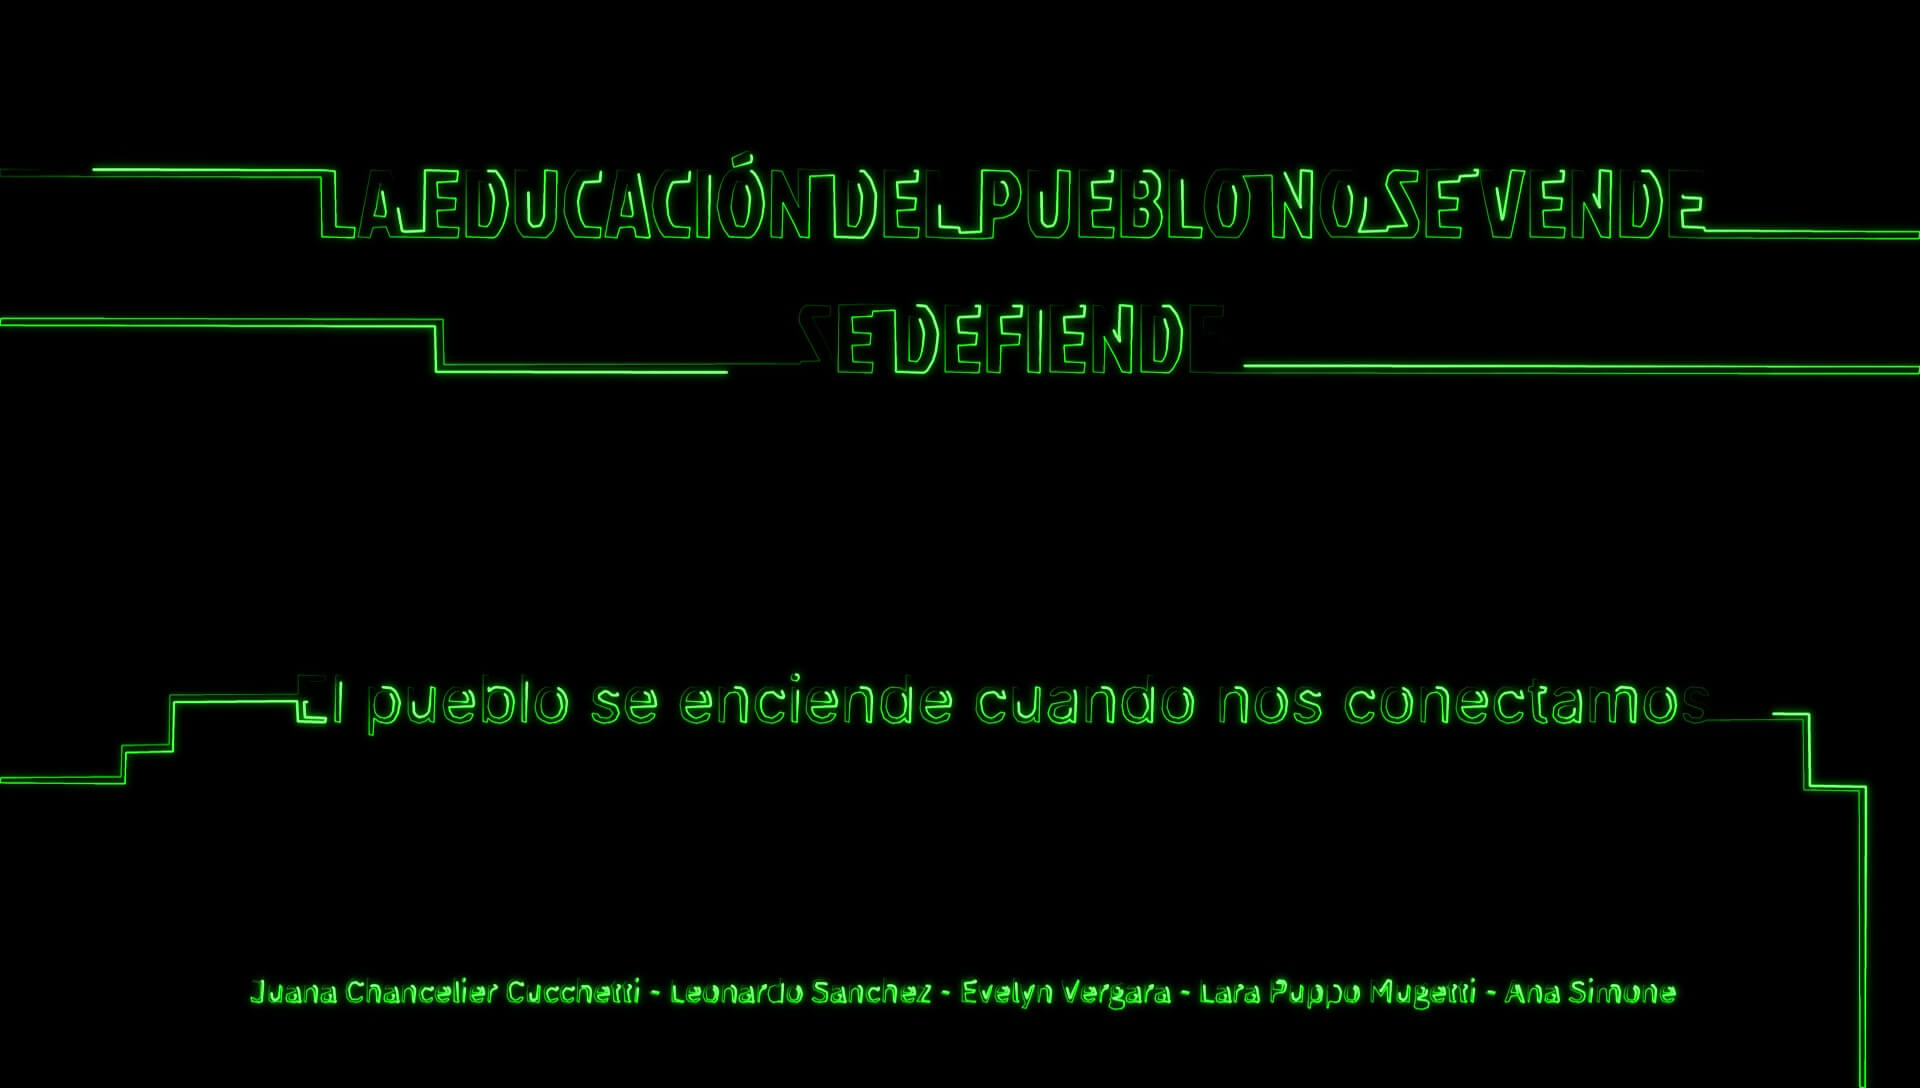 LA EDUCACIÓN DEL PUEBLO NO SE VENDE
SE DEFIENDE
El pueblo se enciende cuando nos conectamos
Juana Chancelier Cucchetti - Leonardo Sanchez - Evelyn Vergara - Lara Puppo Mugetti - Ana Simone